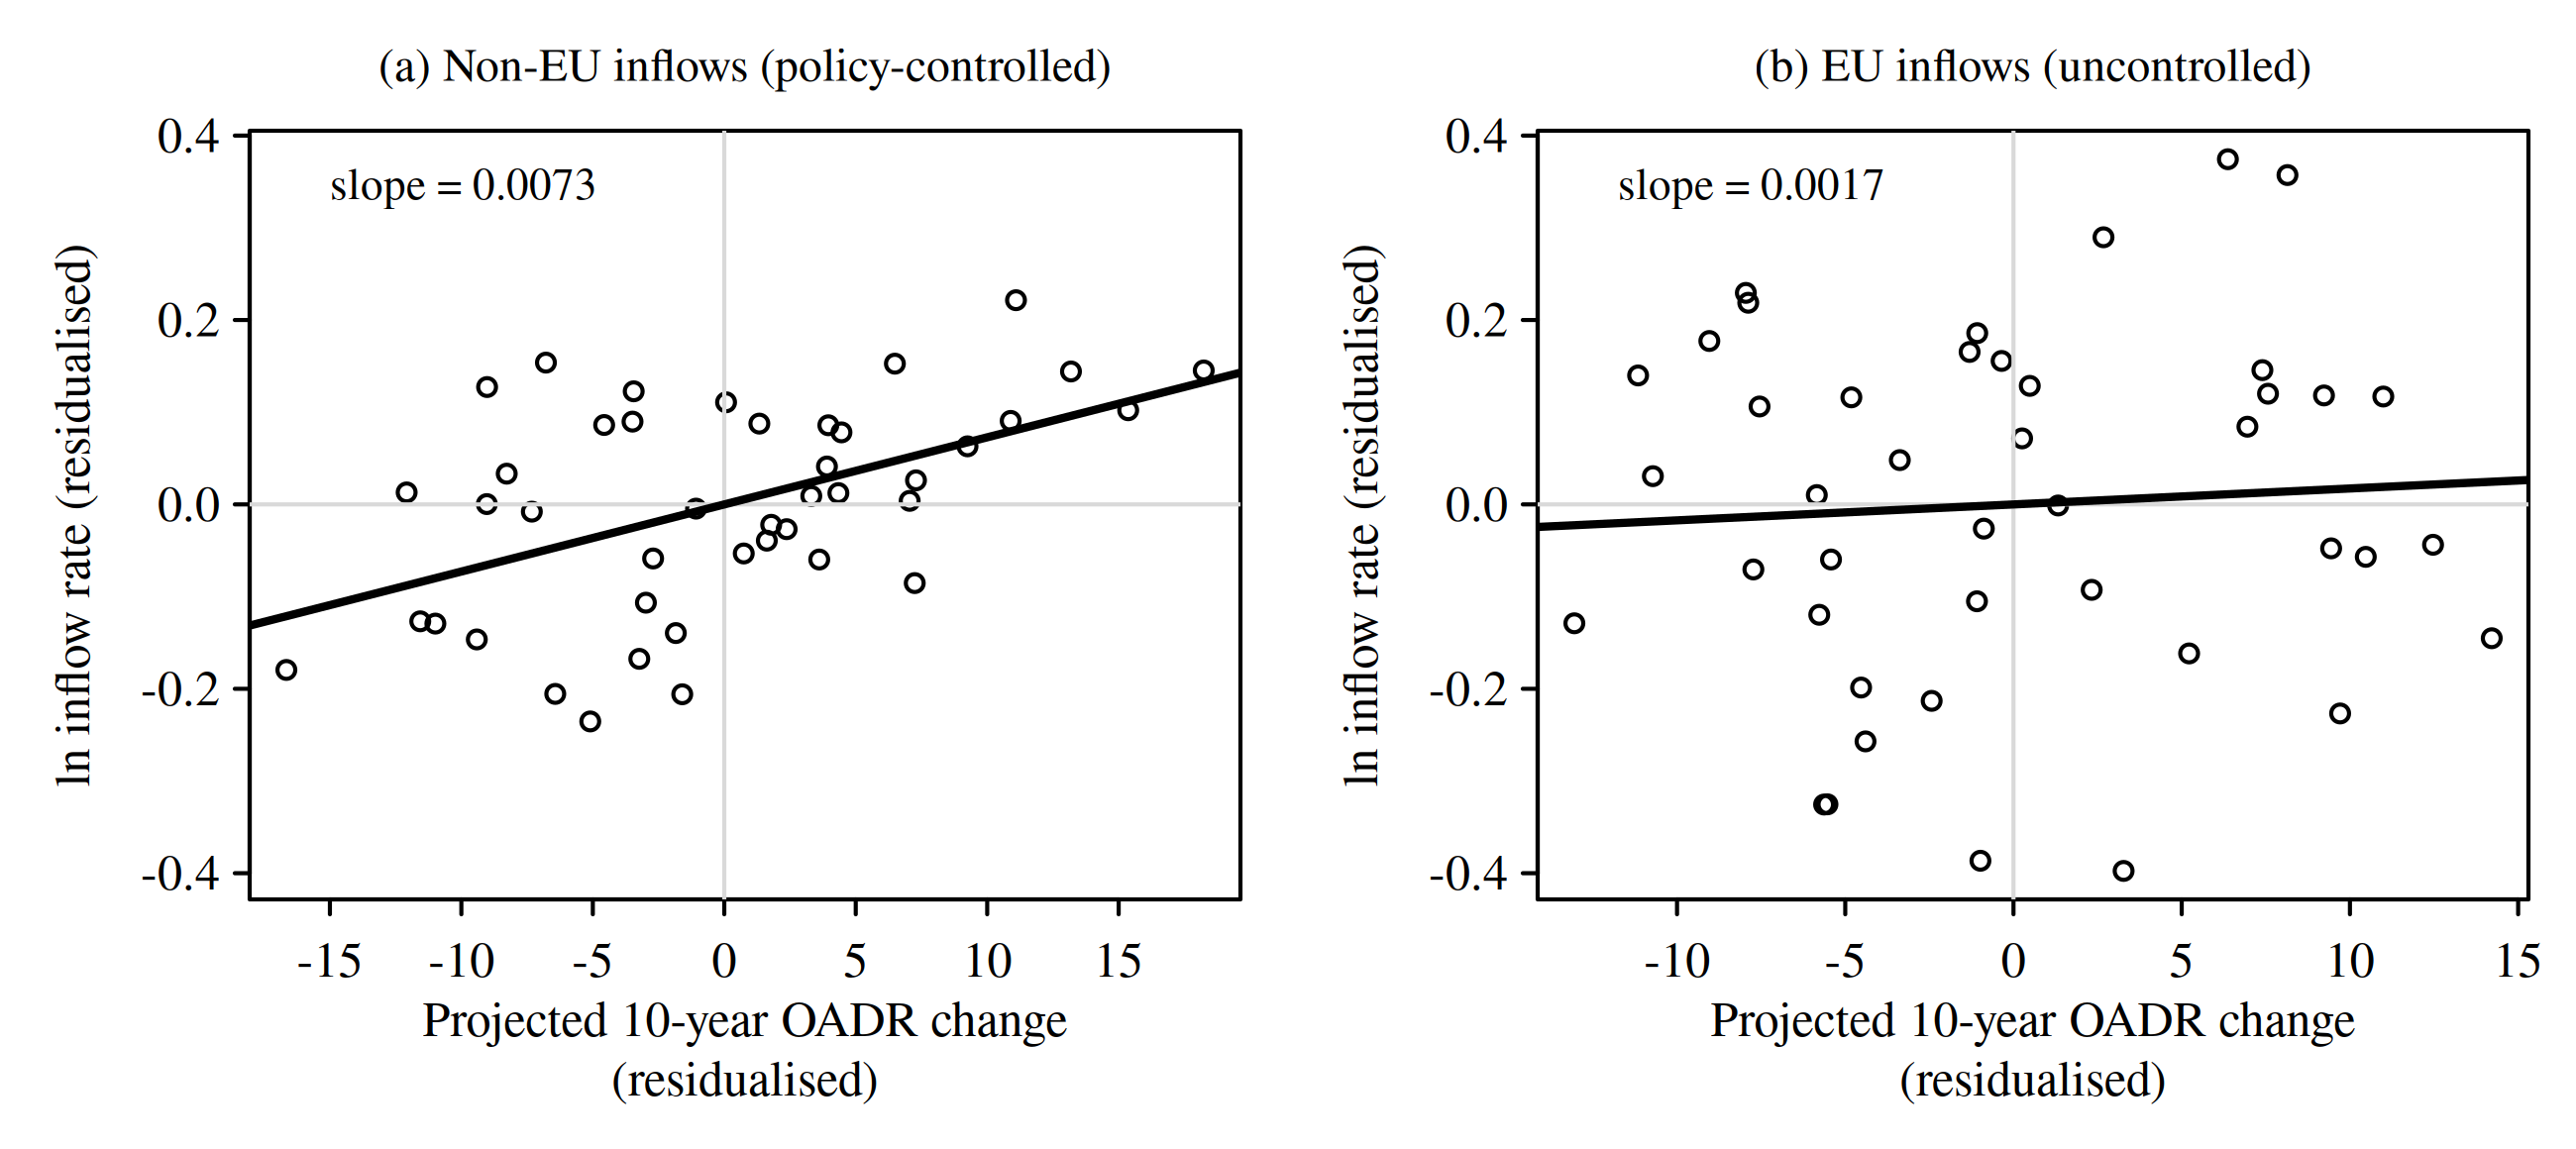 (a) Non-EU inflows (policy-controlled)
0.4
0.2
0.0
-0.2
-0.4
slope = 0.0073
ln inflow rate (residualised)
-15 -10 -5 0 5 10 15
Projected 10-year OADR change
(residualised)
(b) EU inflows (uncontrolled)
0.4
0.2
0.0
-0.2
-0.4
slope = 0.0017
ln inflow rate (residualised)
-10 -5 0 5 10 15
Projected 10-year OADR change
(residualised)